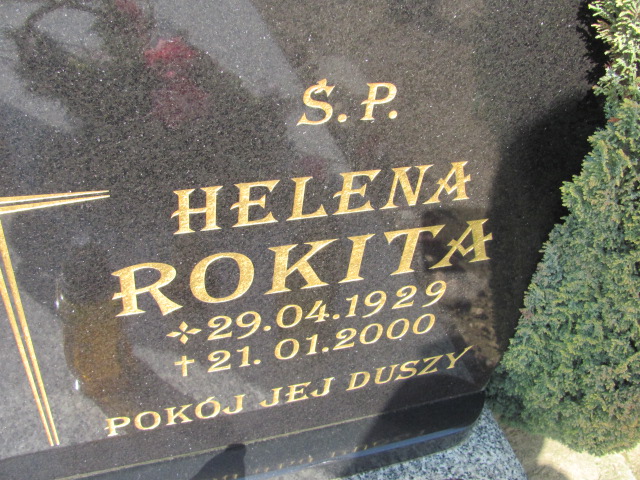 Ś.P.
HELENA
ROKITA
29.04.1929
† 21.01.2000
POKÓJ JEJ DUSZY